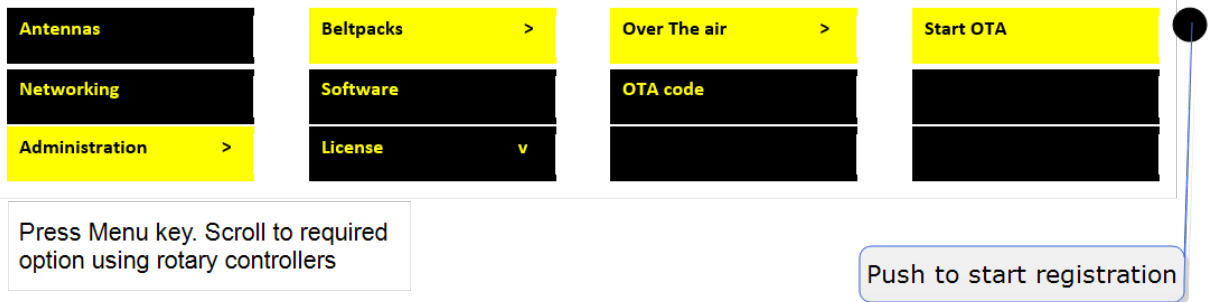 Antennas
Networking
Administration >
Beltpacks >
Software
License v
Over The air >
OTA code
Start OTA
Press Menu key. Scroll to required
option using rotary controllers
Push to start registration